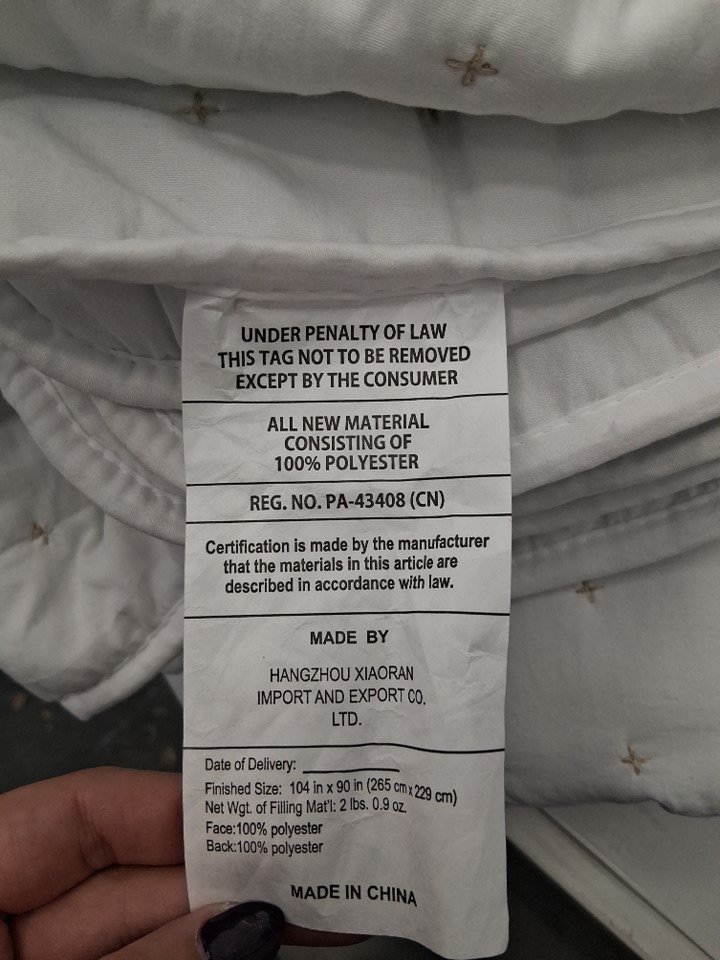 UNDER PENALTY OF LAW
THIS TAG NOT TO BE REMOVED
EXCEPT BY THE CONSUMER
ALL NEW MATERIAL
CONSISTING OF
100% POLYESTER
REG. NO. PA-43408 (CN)
Certification is made by the manufacturer
that the materials in this article are
described in accordance with law.
MADE BY
HANGZHOU XIAORAN
IMPORT AND EXPORT CO.
LTD.
Date of Delivery:
Finished Size: 104 in x 90 in (265 cm x 229 cm)
Net Wgt. of Filling Mat'l: 2 lbs. 0.9 oz.
Face:100% polyester
Back:100% polyester
MADE IN CHINA